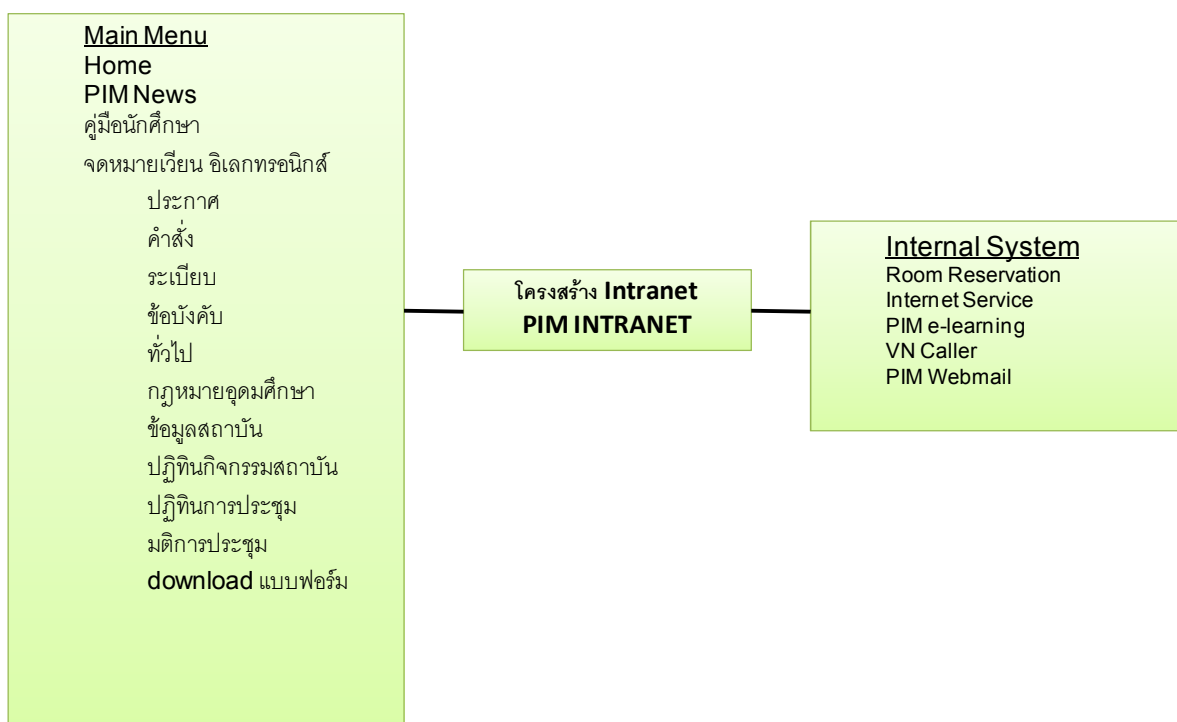 Main Menu
Home
PIM News
คู่มือนักศึกษา
จดหมายเวียน อิเลกทรอนิกส์
ประกาศ
คำสั่ง
ระเบียบ
ข้อบังคับ
ทั่วไป
กฎหมายอุดมศึกษา
ข้อมูลสถาบัน
ปฏิทินกิจกรรมสถาบัน
ปฏิทินการประชุม
มติการประชุม
download แบบฟอร์ม
โครงสร้าง Intranet
PIM INTRANET
Internal System
Room Reservation
Internet Service
PIM e-learning
VN Caller
PIM Webmail